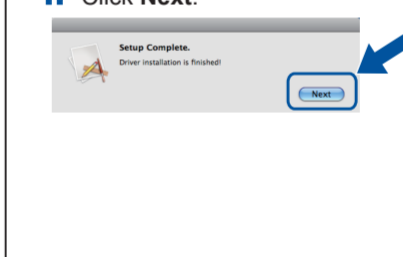 Click Next.
Setup Complete.
Driver installation is finished!
Next